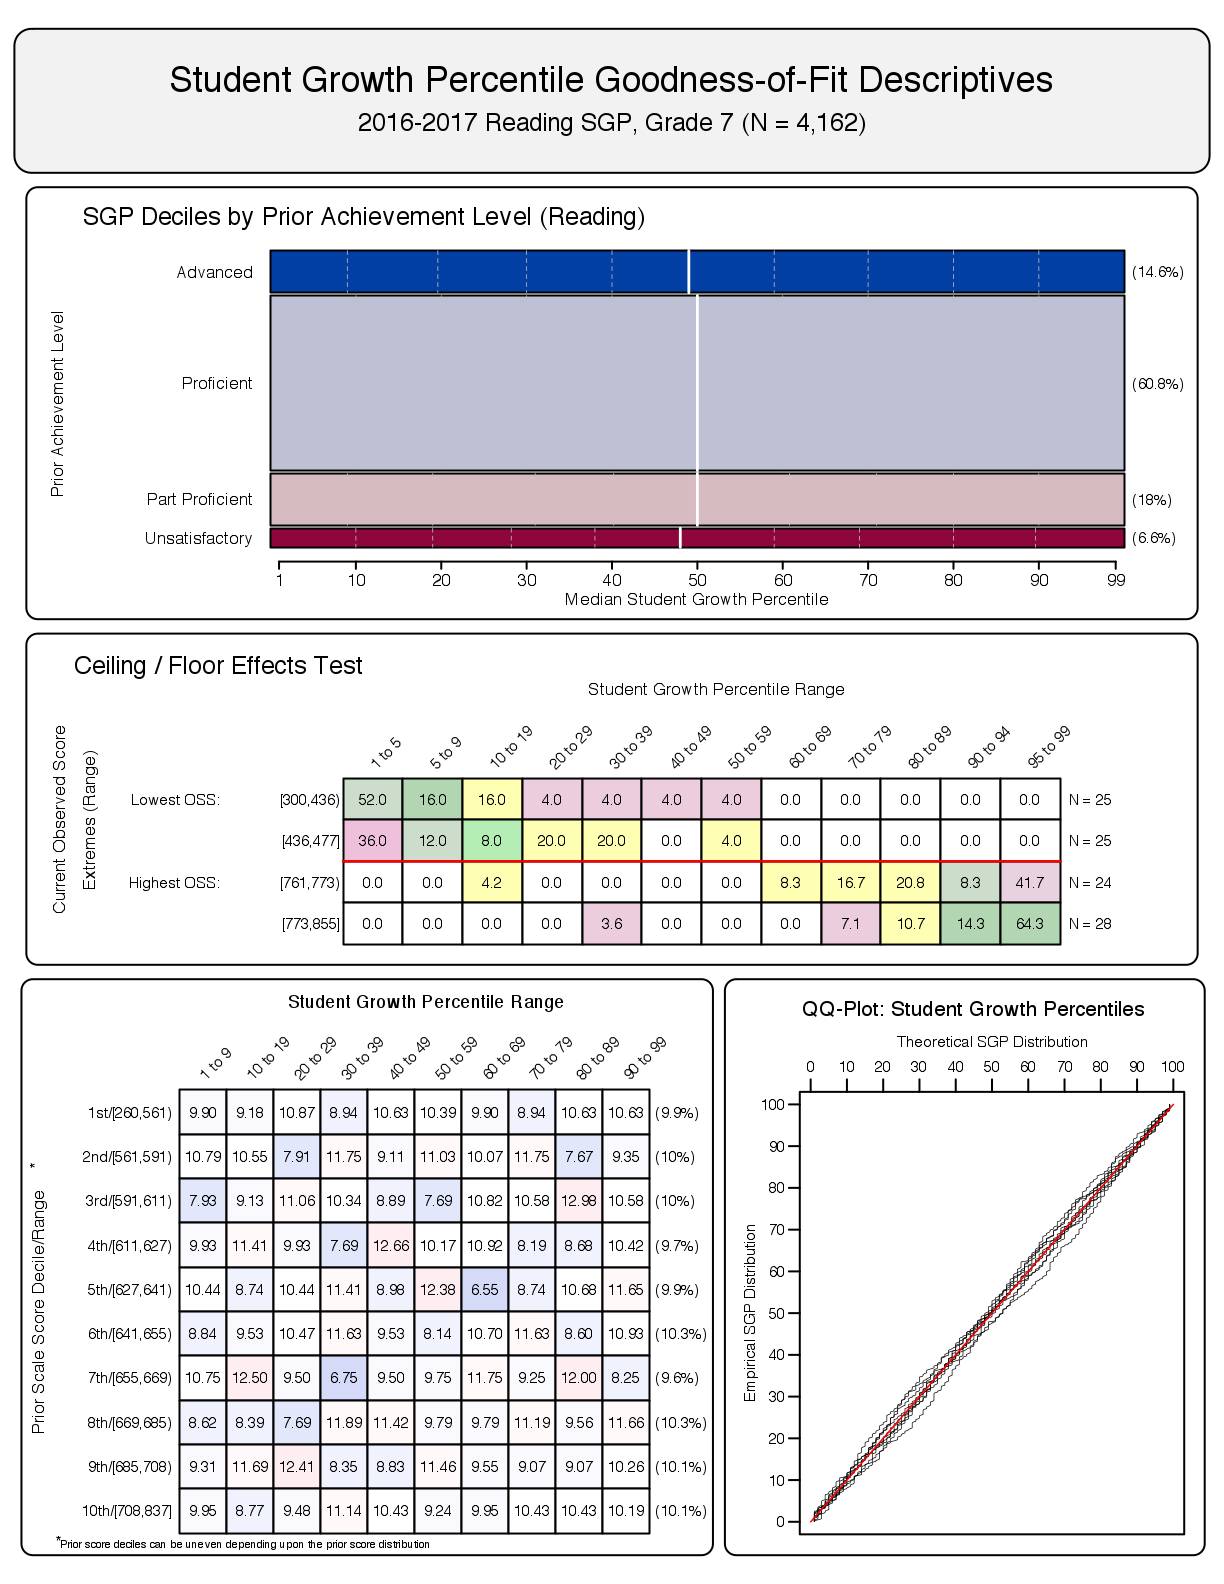 Student Growth Percentile Goodness-of-Fit Descriptives
2016-2017 Reading SGP, Grade 7 (N = 4,162)
SGP Deciles by Prior Achievement Level (Reading)
Prior Achievement Level
Advanced (14.6%)
Proficient (60.8%)
Part Proficient (18%)
Unsatisfactory (6.6%)
1 10 20 30 40 50 60 70 80 90 99
Median Student Growth Percentile
Ceiling / Floor Effects Test
Student Growth Percentile Range
Current Observed Score
Extremes (Range)
1 to 5 5 to 9 10 to 19 20 to 29 30 to 39 40 to 49 50 to 59 60 to 69 70 to 79 80 to 89 90 to 94 95 to 99
Lowest OSS: [300,436) 52.0 16.0 16.0 4.0 4.0 4.0 4.0 0.0 0.0 0.0 0.0 0.0 N = 25
[436,477] 36.0 12.0 8.0 20.0 20.0 0.0 4.0 0.0 0.0 0.0 0.0 0.0 N = 25
Highest OSS: [761,773) 0.0 0.0 4.2 0.0 0.0 0.0 0.0 8.3 16.7 20.8 8.3 41.7 N = 24
[773,855] 0.0 0.0 0.0 0.0 3.6 0.0 0.0 0.0 7.1 10.7 14.3 64.3 N = 28
Student Growth Percentile Range
Prior Scale Score Decile/Range *
1 to 9 10 to 19 20 to 29 30 to 39 40 to 49 50 to 59 60 to 69 70 to 79 80 to 89 90 to 99
1st/[260,561) 9.90 9.18 10.87 8.94 10.63 10.39 9.90 8.94 10.63 10.63 (9.9%)
2nd/[561,591) 10.79 10.55 7.91 11.75 9.11 11.03 10.07 11.75 7.67 9.35 (10%)
3rd/[591,611) 7.93 9.13 11.06 10.34 8.89 7.69 10.82 10.58 12.98 10.58 (10%)
4th/[611,627) 9.93 11.41 9.93 7.69 12.66 10.17 10.92 8.19 8.68 10.42 (9.7%)
5th/[627,641) 10.44 8.74 10.44 11.41 8.98 12.38 6.55 8.74 10.68 11.65 (9.9%)
6th/[641,655) 8.84 9.53 10.47 11.63 9.53 8.14 10.70 11.63 8.60 10.93 (10.3%)
7th/[655,669) 10.75 12.50 9.50 6.75 9.50 9.75 11.75 9.25 12.00 8.25 (9.6%)
8th/[669,685) 8.62 8.39 7.69 11.89 11.42 9.79 9.79 11.19 9.56 11.66 (10.3%)
9th/[685,708) 9.31 11.69 12.41 8.35 8.83 11.46 9.55 9.07 9.07 10.26 (10.1%)
10th/[708,837] 9.95 8.77 9.48 11.14 10.43 9.24 9.95 10.43 10.43 10.19 (10.1%)
*Prior score deciles can be uneven depending upon the prior score distribution
QQ-Plot: Student Growth Percentiles
Theoretical SGP Distribution
0 10 20 30 40 50 60 70 80 90 100
Empirical SGP Distribution
100
90
80
70
60
50
40
30
20
10
0